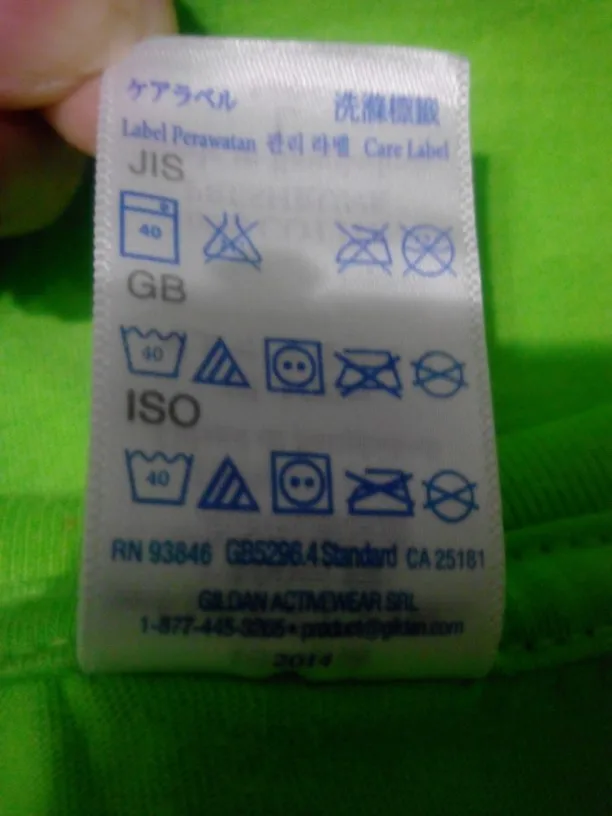 ケアラベル 洗滌標籤
Label Perawatan 관리 라벨 Care Label
JIS
40
GB
40
ISO
40
RN 93846 GB5296.4 Standard CA 25181
GILDAN ACTIVEWEAR SRL
1-877-445-3265 • product@gildan.com
2014